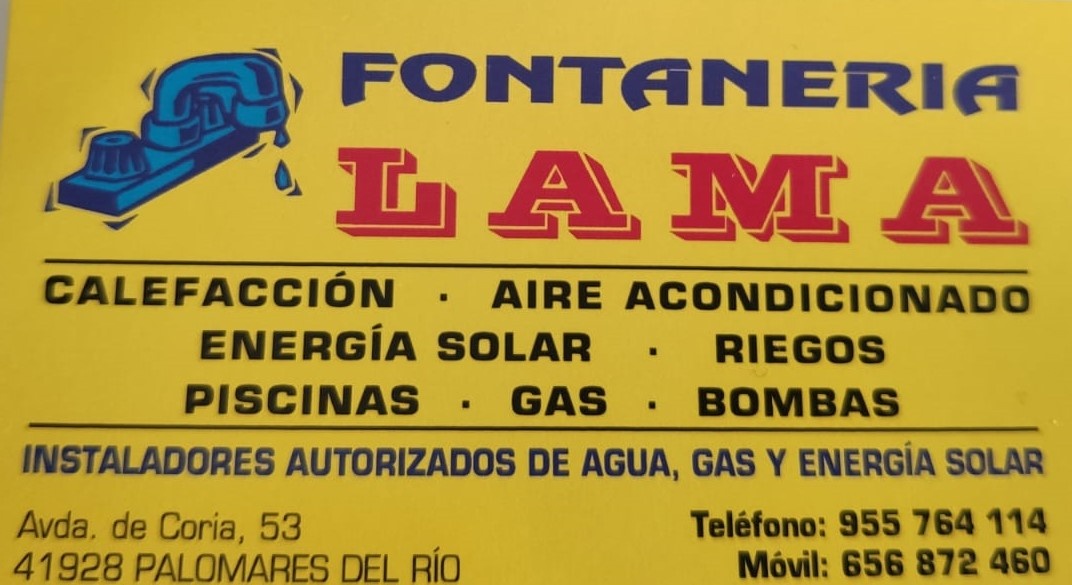 FONTANERIA
LAMA
CALEFACCIÓN · AIRE ACONDICIONADO
ENERGÍA SOLAR · RIEGOS
PISCINAS · GAS · BOMBAS
INSTALADORES AUTORIZADOS DE AGUA, GAS Y ENERGÍA SOLAR
Avda. de Coria, 53
41928 PALOMARES DEL RÍO
Teléfono: 955 764 114
Móvil: 656 872 460